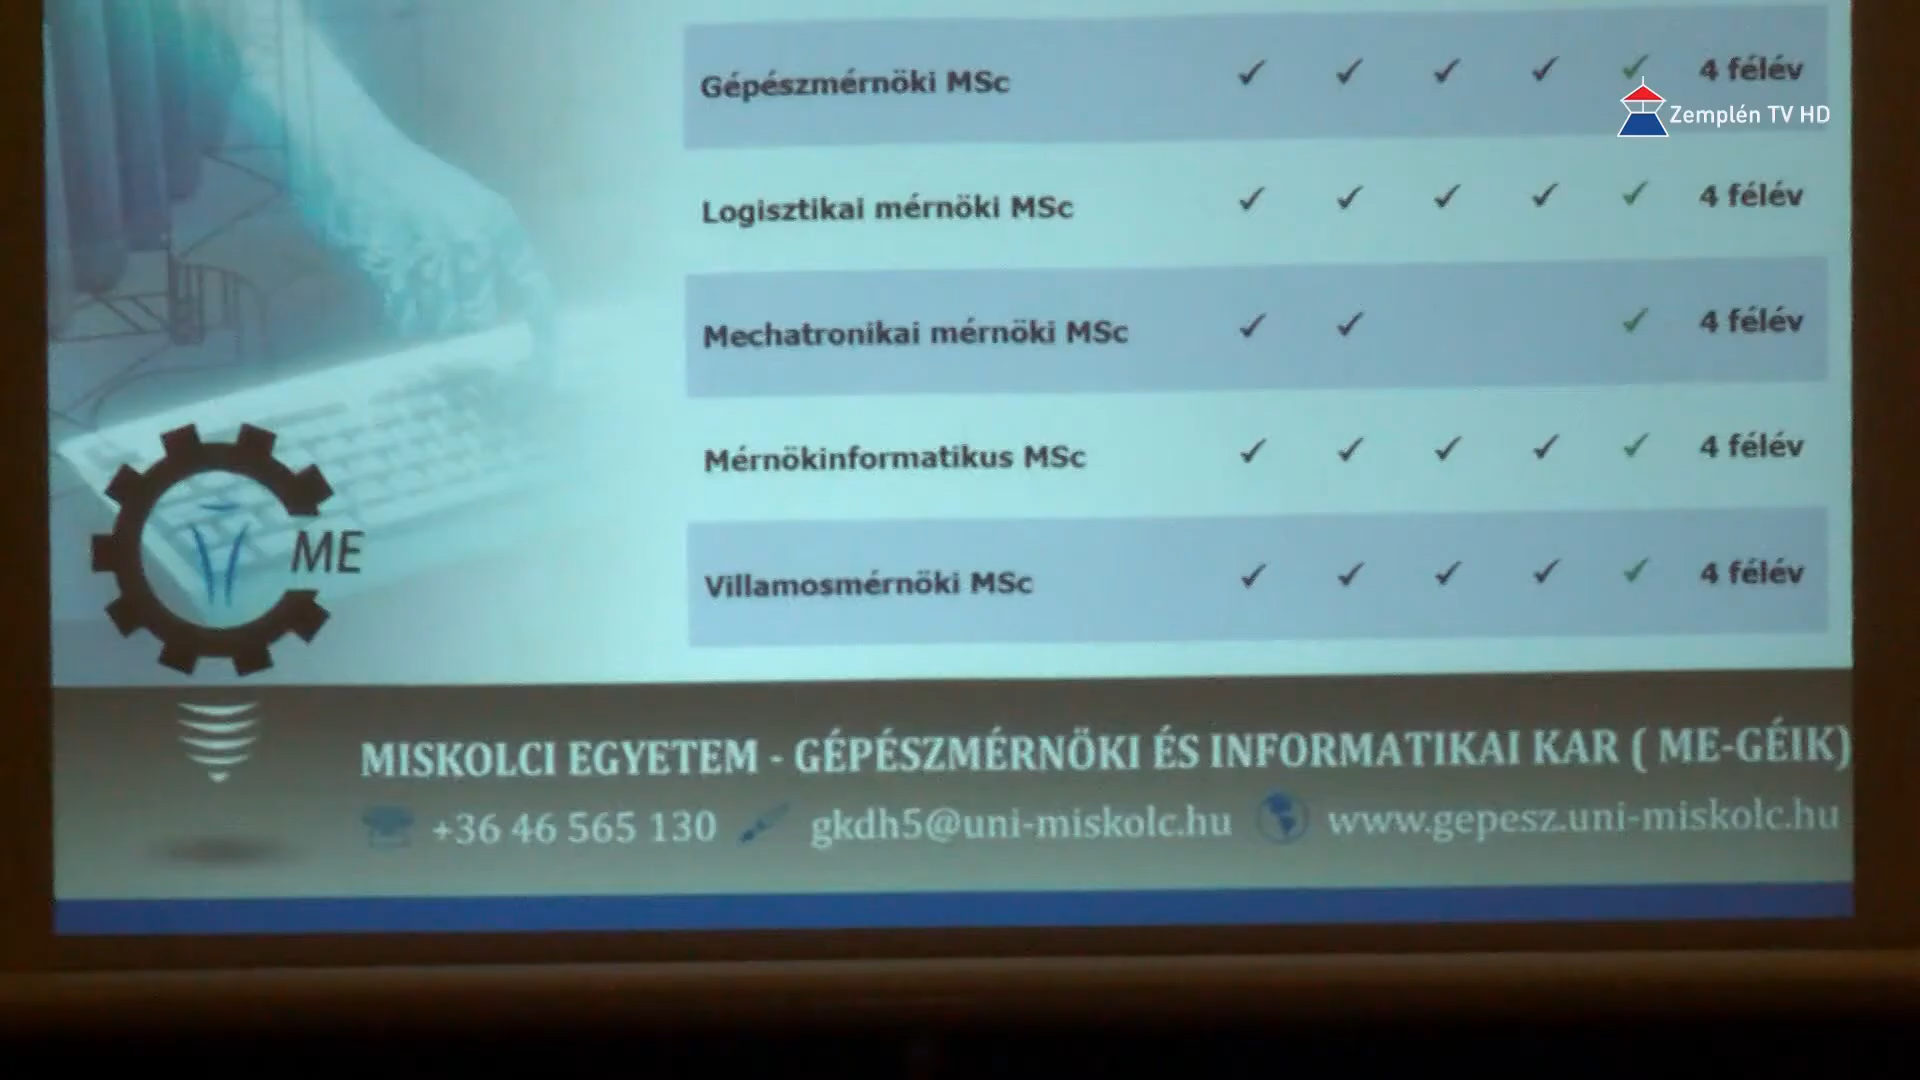 Gépészmérnöki MSc ✓ ✓ ✓ ✓ ✓ 4 félév
Zemplén TV HD
Logisztikai mérnöki MSc ✓ ✓ ✓ ✓ ✓ 4 félév
Mechatronikai mérnöki MSc ✓ ✓ ✓ 4 félév
Mérnökinformatikus MSc ✓ ✓ ✓ ✓ ✓ 4 félév
ME
Villamosmérnöki MSc ✓ ✓ ✓ ✓ ✓ 4 félév
MISKOLCI EGYETEM - GÉPÉSZMÉRNÖKI ÉS INFORMATIKAI KAR ( ME-GÉIK)
+36 46 565 130 gkdh5@uni-miskolc.hu www.gepesz.uni-miskolc.hu